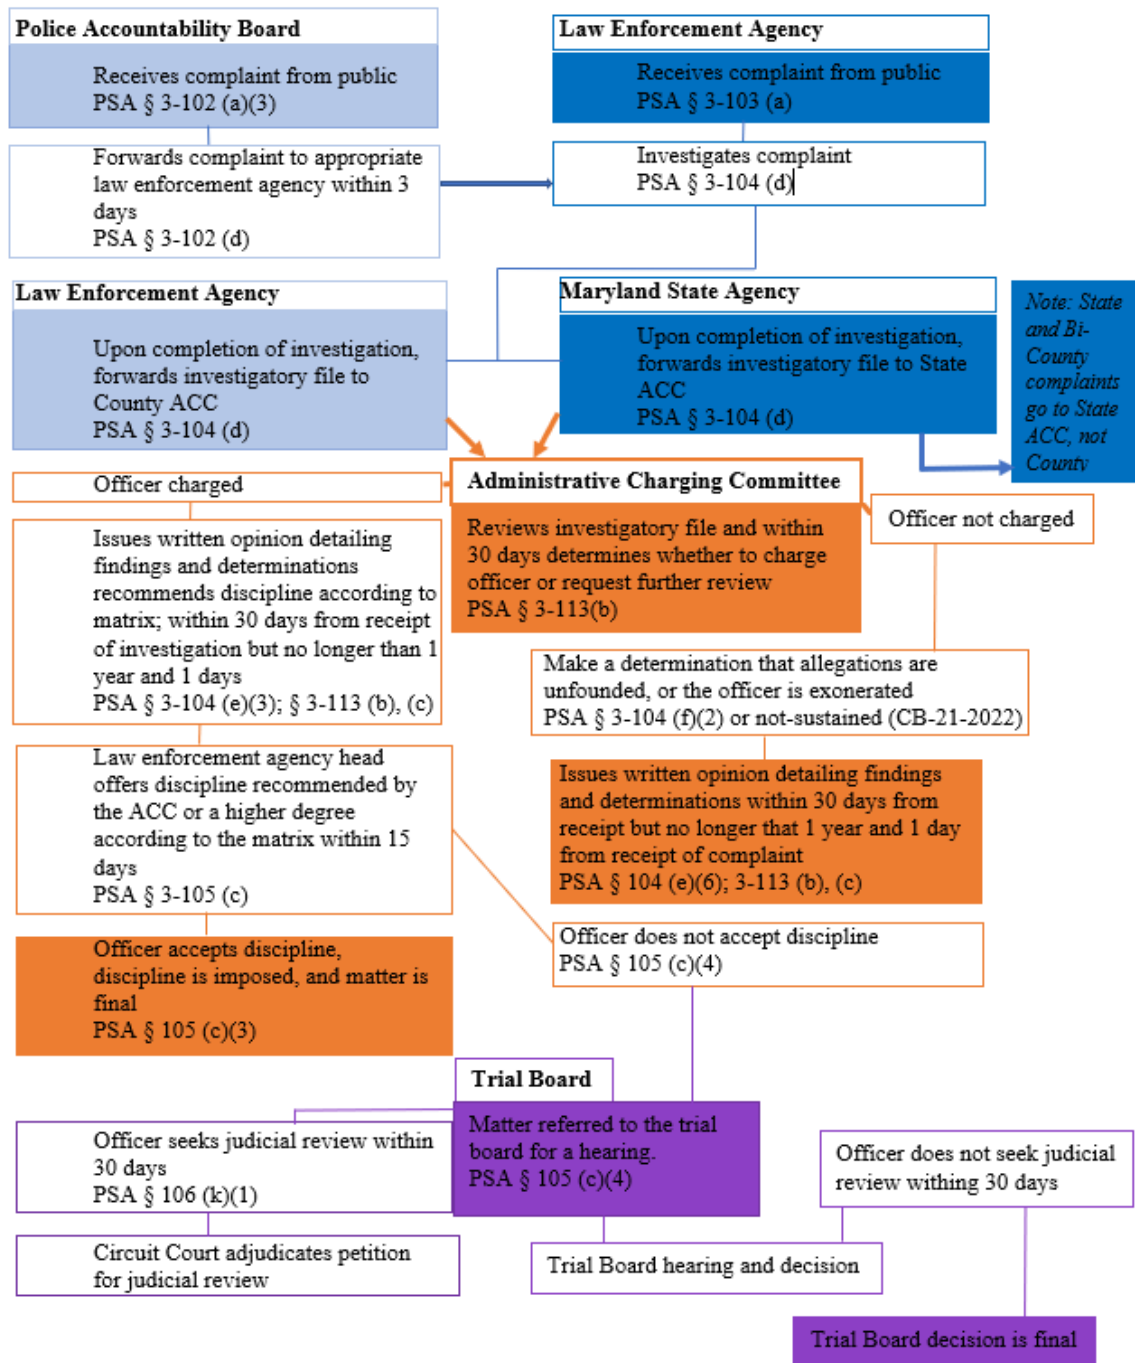 Police Accountability Board
Receives complaint from public
PSA § 3-102 (a)(3)
Forwards complaint to appropriate
law enforcement agency within 3
days
PSA § 3-102 (d)
Law Enforcement Agency
Receives complaint from public
PSA § 3-103 (a)
Investigates complaint
PSA § 3-104 (d)
Law Enforcement Agency
Upon completion of investigation,
forwards investigatory file to
County ACC
PSA § 3-104 (d)
Maryland State Agency
Upon completion of investigation,
forwards investigatory file to State
ACC
PSA § 3-104 (d)
Note: State
and Bi-
County
complaints
go to State
ACC, not
County
Administrative Charging Committee
Reviews investigatory file and within
30 days determines whether to charge
officer or request further review
PSA § 3-113(b)
Officer charged
Issues written opinion detailing
findings and determinations
recommends discipline according to
matrix; within 30 days from receipt
of investigation but no longer than 1
year and 1 days
PSA § 3-104 (e)(3); § 3-113 (b), (c)
Officer not charged
Make a determination that allegations are
unfounded, or the officer is exonerated
PSA § 3-104 (f)(2) or not-sustained (CB-21-2022)
Issues written opinion detailing findings
and determinations within 30 days from
receipt but no longer that 1 year and 1 day
from receipt of complaint
PSA § 104 (e)(6); 3-113 (b), (c)
Law enforcement agency head
offers discipline recommended by
the ACC or a higher degree
according to the matrix within 15
days
PSA § 3-105 (c)
Officer accepts discipline,
discipline is imposed, and matter is
final
PSA § 105 (c)(3)
Officer does not accept discipline
PSA § 105 (c)(4)
Trial Board
Matter referred to the trial
board for a hearing.
PSA § 105 (c)(4)
Officer seeks judicial review within
30 days
PSA § 106 (k)(1)
Circuit Court adjudicates petition
for judicial review
Trial Board hearing and decision
Officer does not seek judicial
review withing 30 days
Trial Board decision is final